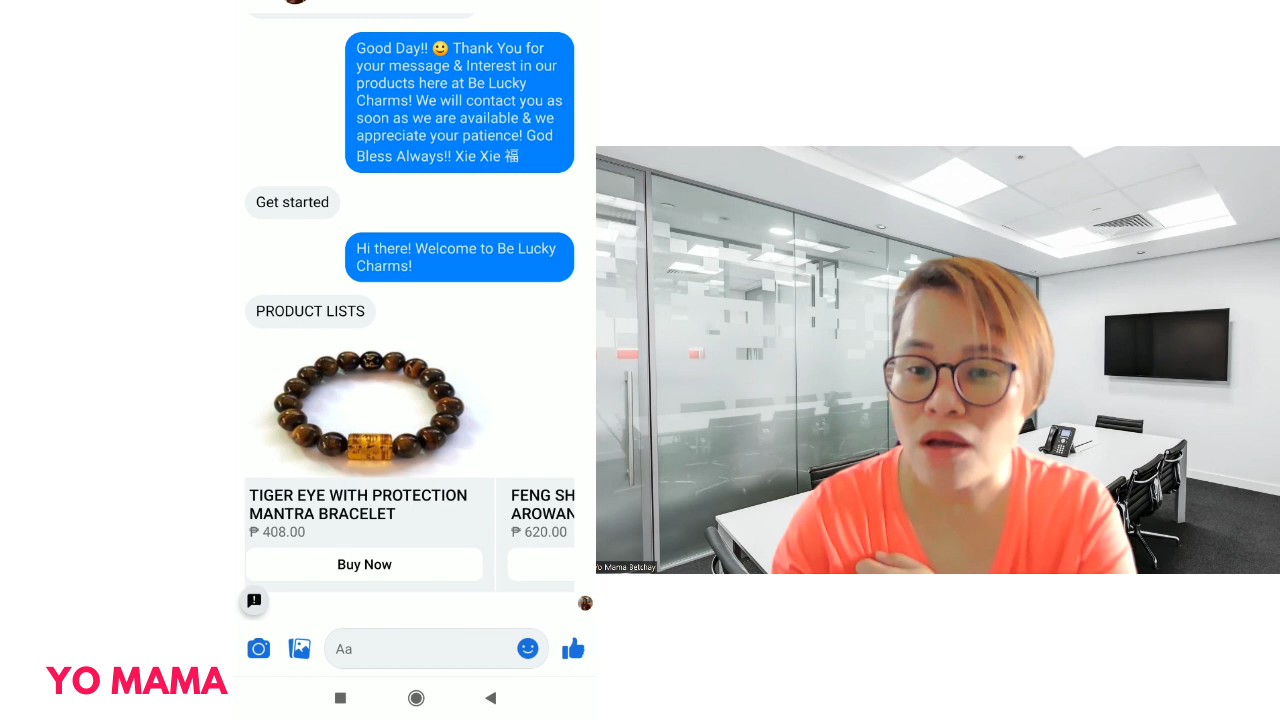 Good Day!! 🙂 Thank You for
your message & Interest in our
products here at Be Lucky
Charms! We will contact you as
soon as we are available & we
appreciate your patience! God
Bless Always!! Xie Xie 福
Get started
Hi there! Welcome to Be Lucky
Charms!
PRODUCT LISTS
TIGER EYE WITH PROTECTION
MANTRA BRACELET
₱ 408.00
Buy Now
FENG SH
AROWAN
₱ 620.00
Aa
YO MAMA
Yo Mama Belchay